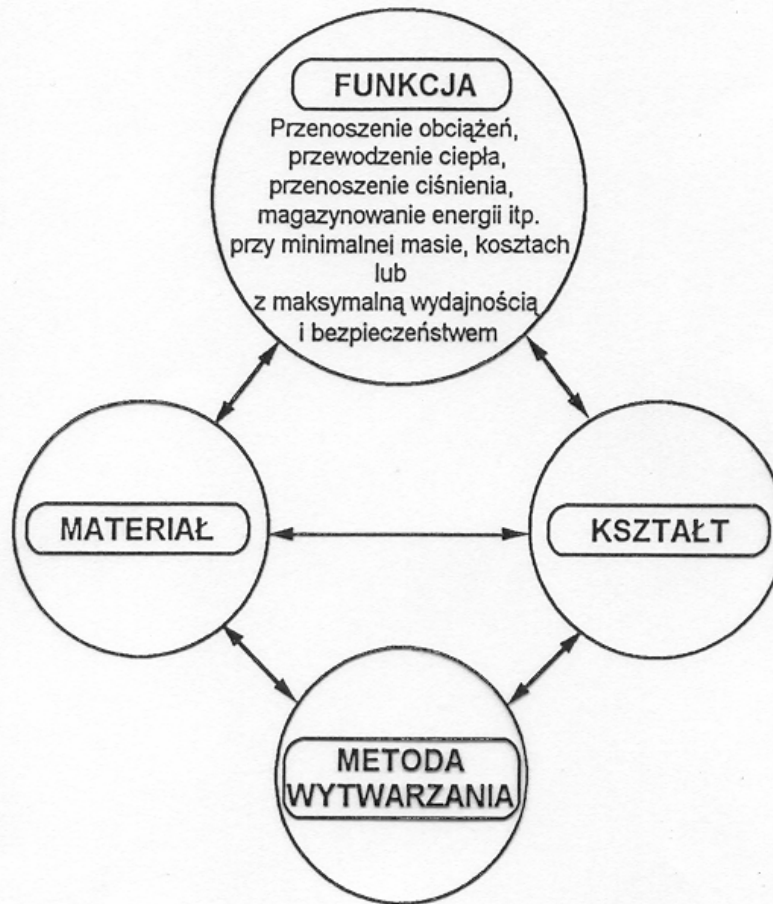 FUNKCJA
Przenoszenie obciążeń,
przewodzenie ciepła,
przenoszenie ciśnienia,
magazynowanie energii itp.
przy minimalnej masie, kosztach
lub
z maksymalną wydajnością
i bezpieczeństwem
MATERIAŁ
KSZTAŁT
METODA
WYTWARZANIA